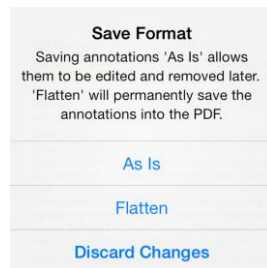 Save Format
Saving annotations 'As Is' allows
them to be edited and removed later.
'Flatten' will permanently save the
annotations into the PDF.
As Is
Flatten
Discard Changes